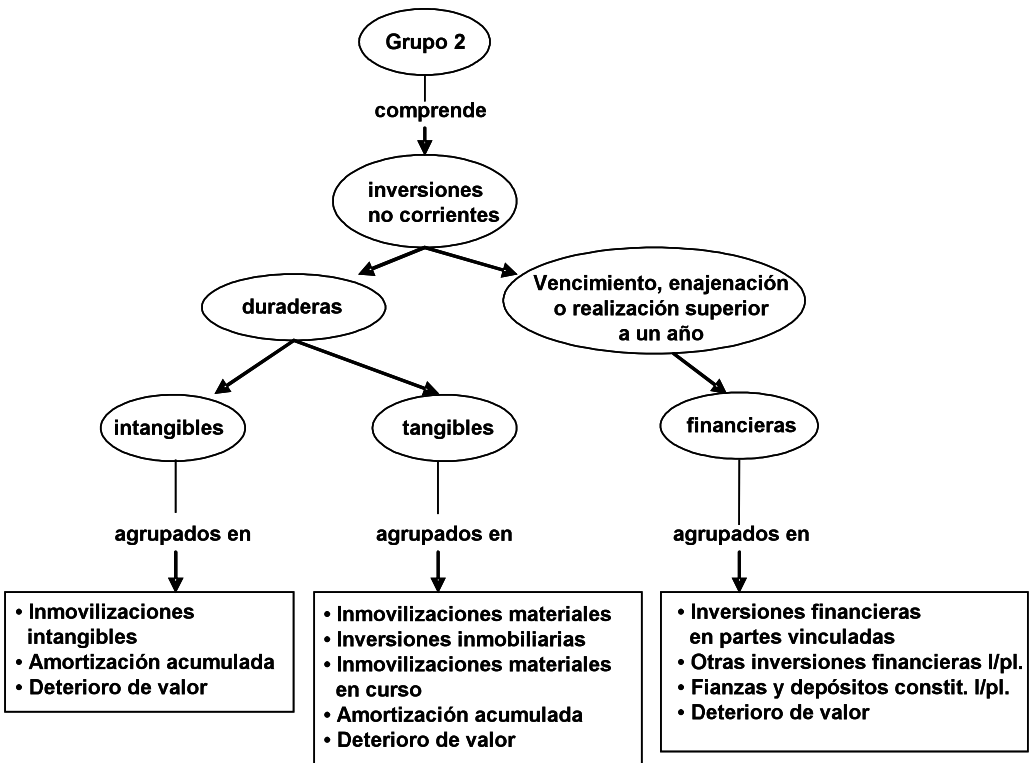 Grupo 2
comprende
inversiones
no corrientes
duraderas
Vencimiento, enajenación
o realización superior
a un año
intangibles
tangibles
financieras
agrupados en
agrupados en
agrupados en
• Inmovilizaciones
intangibles
• Amortización acumulada
• Deterioro de valor
• Inmovilizaciones materiales
• Inversiones inmobiliarias
• Inmovilizaciones materiales
en curso
• Amortización acumulada
• Deterioro de valor
• Inversiones financieras
en partes vinculadas
• Otras inversiones financieras l/pl.
• Fianzas y depósitos constit. l/pl.
• Deterioro de valor